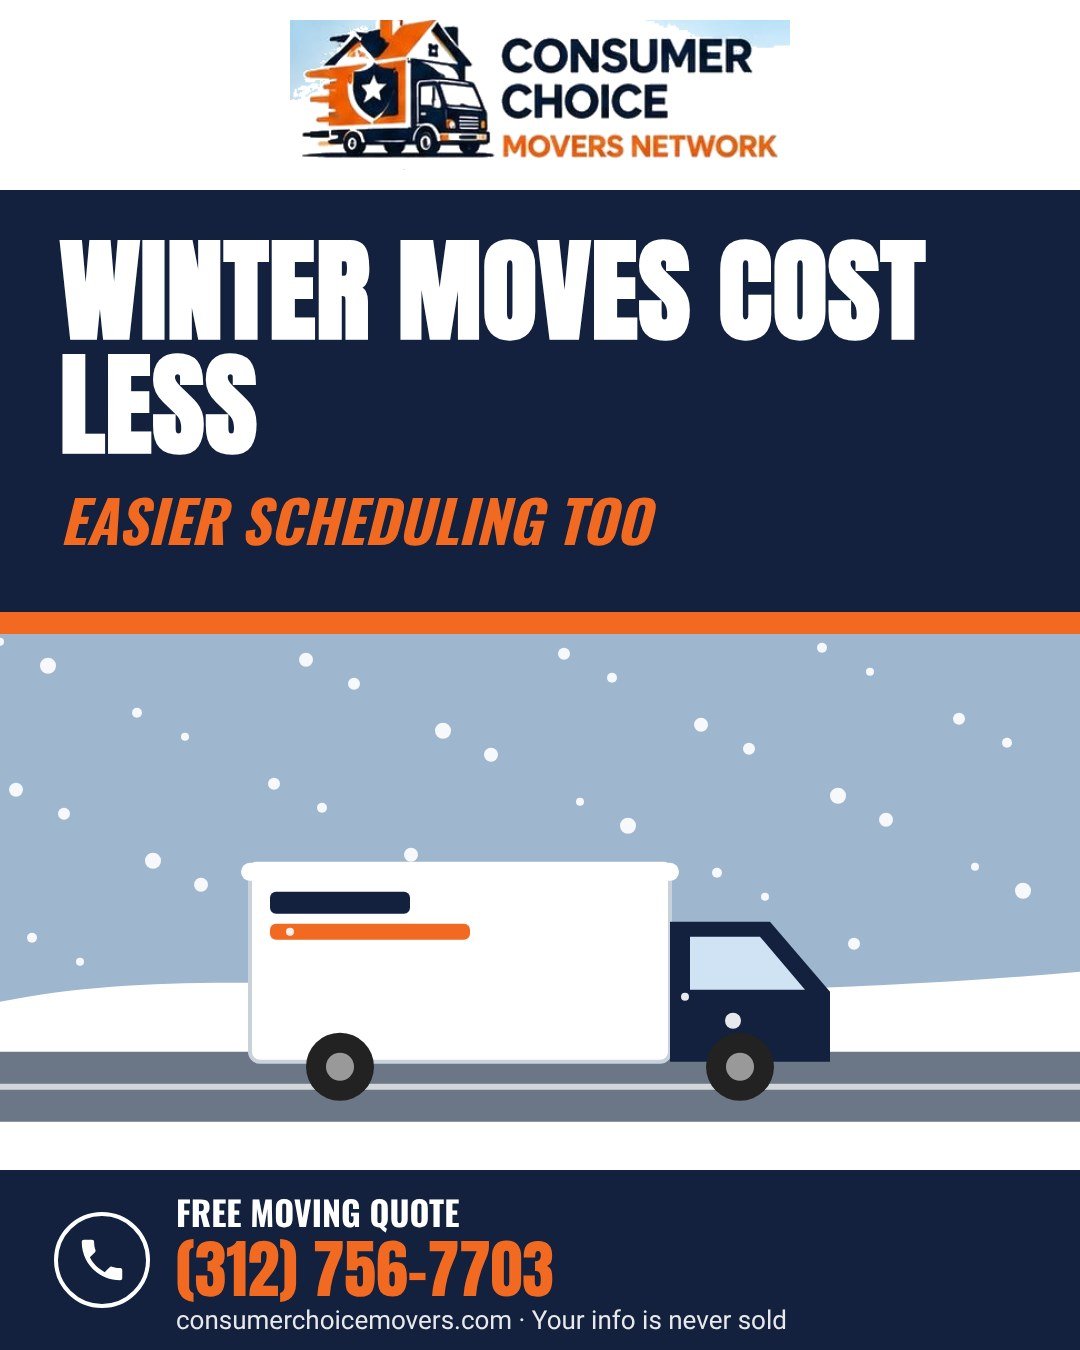 CONSUMER
CHOICE
MOVERS NETWORK
WINTER MOVES COST
LESS
EASIER SCHEDULING TOO
FREE MOVING QUOTE
(312) 756-7703
consumerchoicemovers.com · Your info is never sold